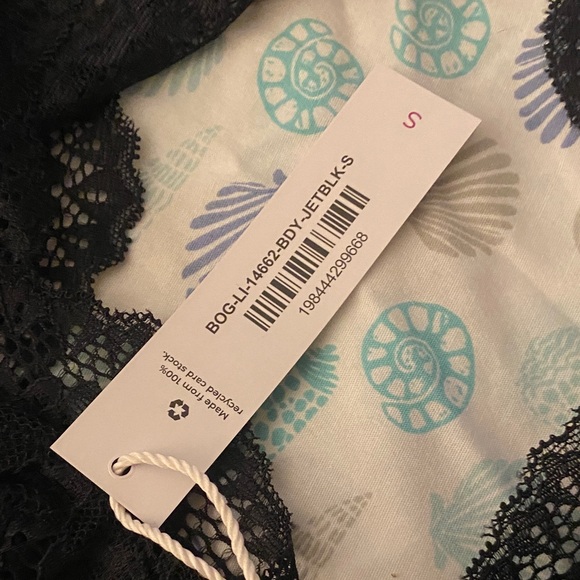 S
BOG-LI-14662-BDY-JETBLK-S
198444299668
Made from 100%
recycled card stock.